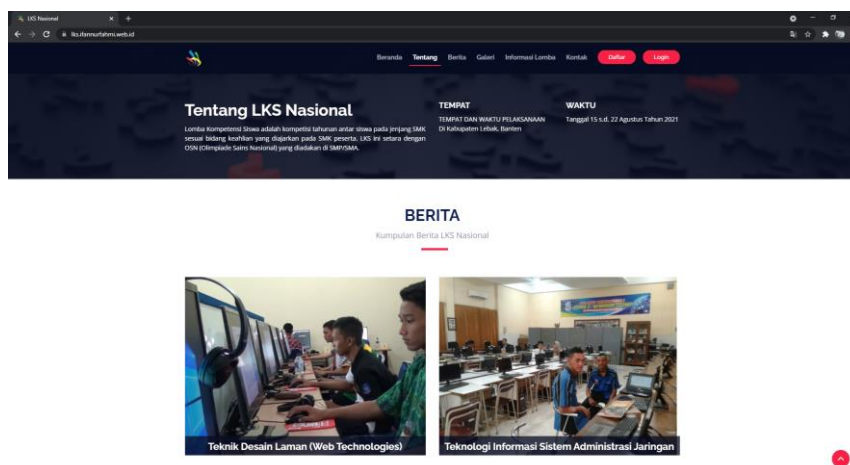 LKS Nasional
lks.ifannurfahmi.web.id
Beranda Tentang Berita Galeri Informasi Lomba Kontak Daftar Login
Tentang LKS Nasional
Lomba Kompetensi Siswa adalah kompetisi tahunan antar siswa pada jenjang SMK
sesuai bidang keahlian yang diajarkan pada SMK peserta. LKS ini setara dengan
OSN (Olimpiade Sains Nasional) yang diadakan di SMP/SMA.
TEMPAT
TEMPAT DAN WAKTU PELAKSANAAN
Di Kabupaten Lebak, Banten
WAKTU
Tanggal 15 s.d. 22 Agustus Tahun 2021
BERITA
Kumpulan Berita LKS Nasional
Teknik Desain Laman (Web Technologies)
Teknologi Informasi Sistem Administrasi Jaringan